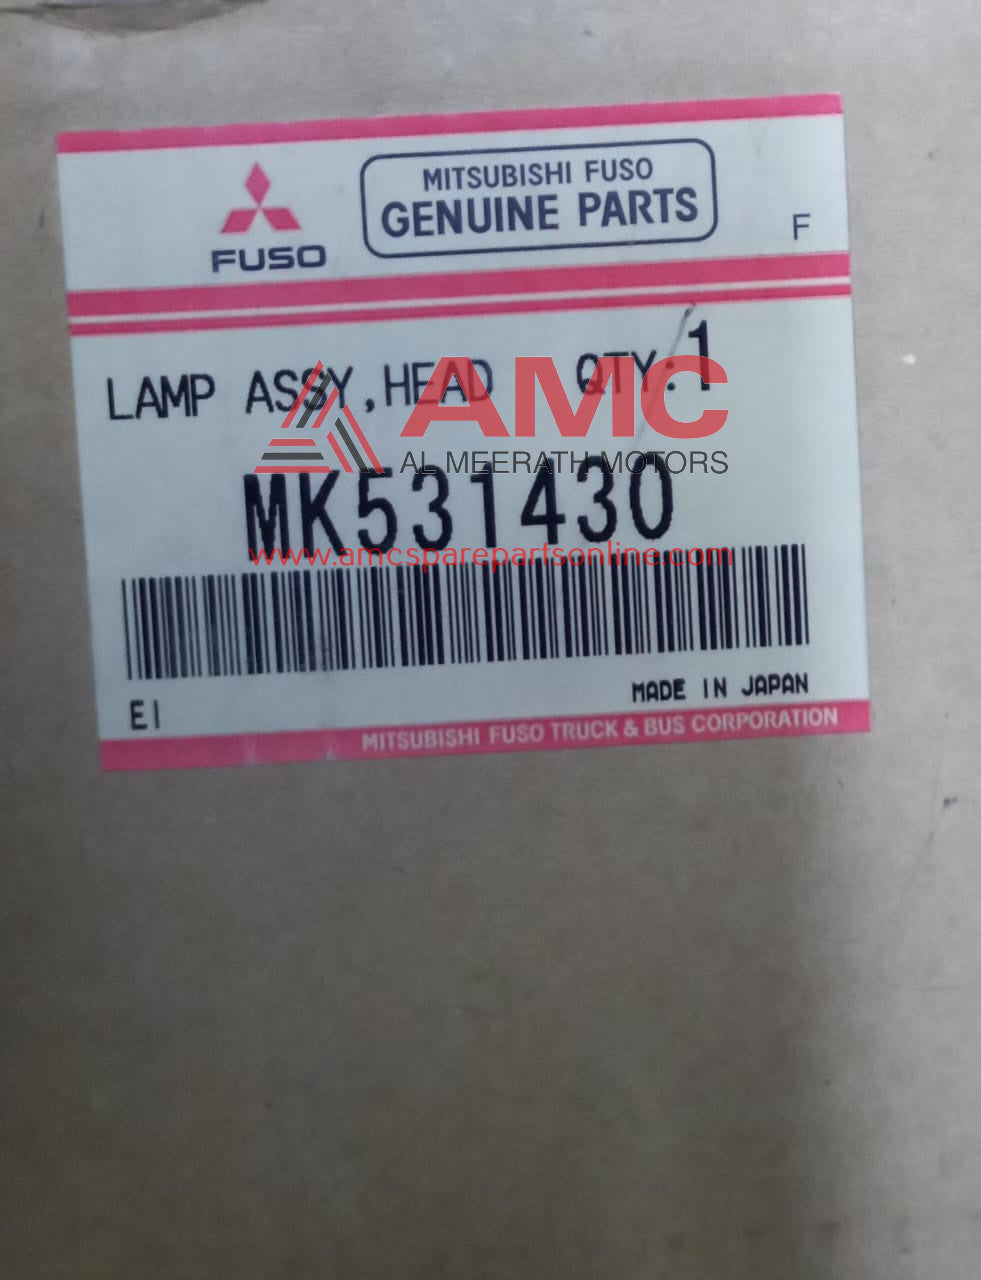 MITSUBISHI FUSO
GENUINE PARTS
FUSO
F
LAMP ASSY,HEAD QTY:1
AMC
AL MEERATH MOTORS
MK531430
www.amcsparepartsonline.com
EI
MADE IN JAPAN
MITSUBISHI FUSO TRUCK & BUS CORPORATION